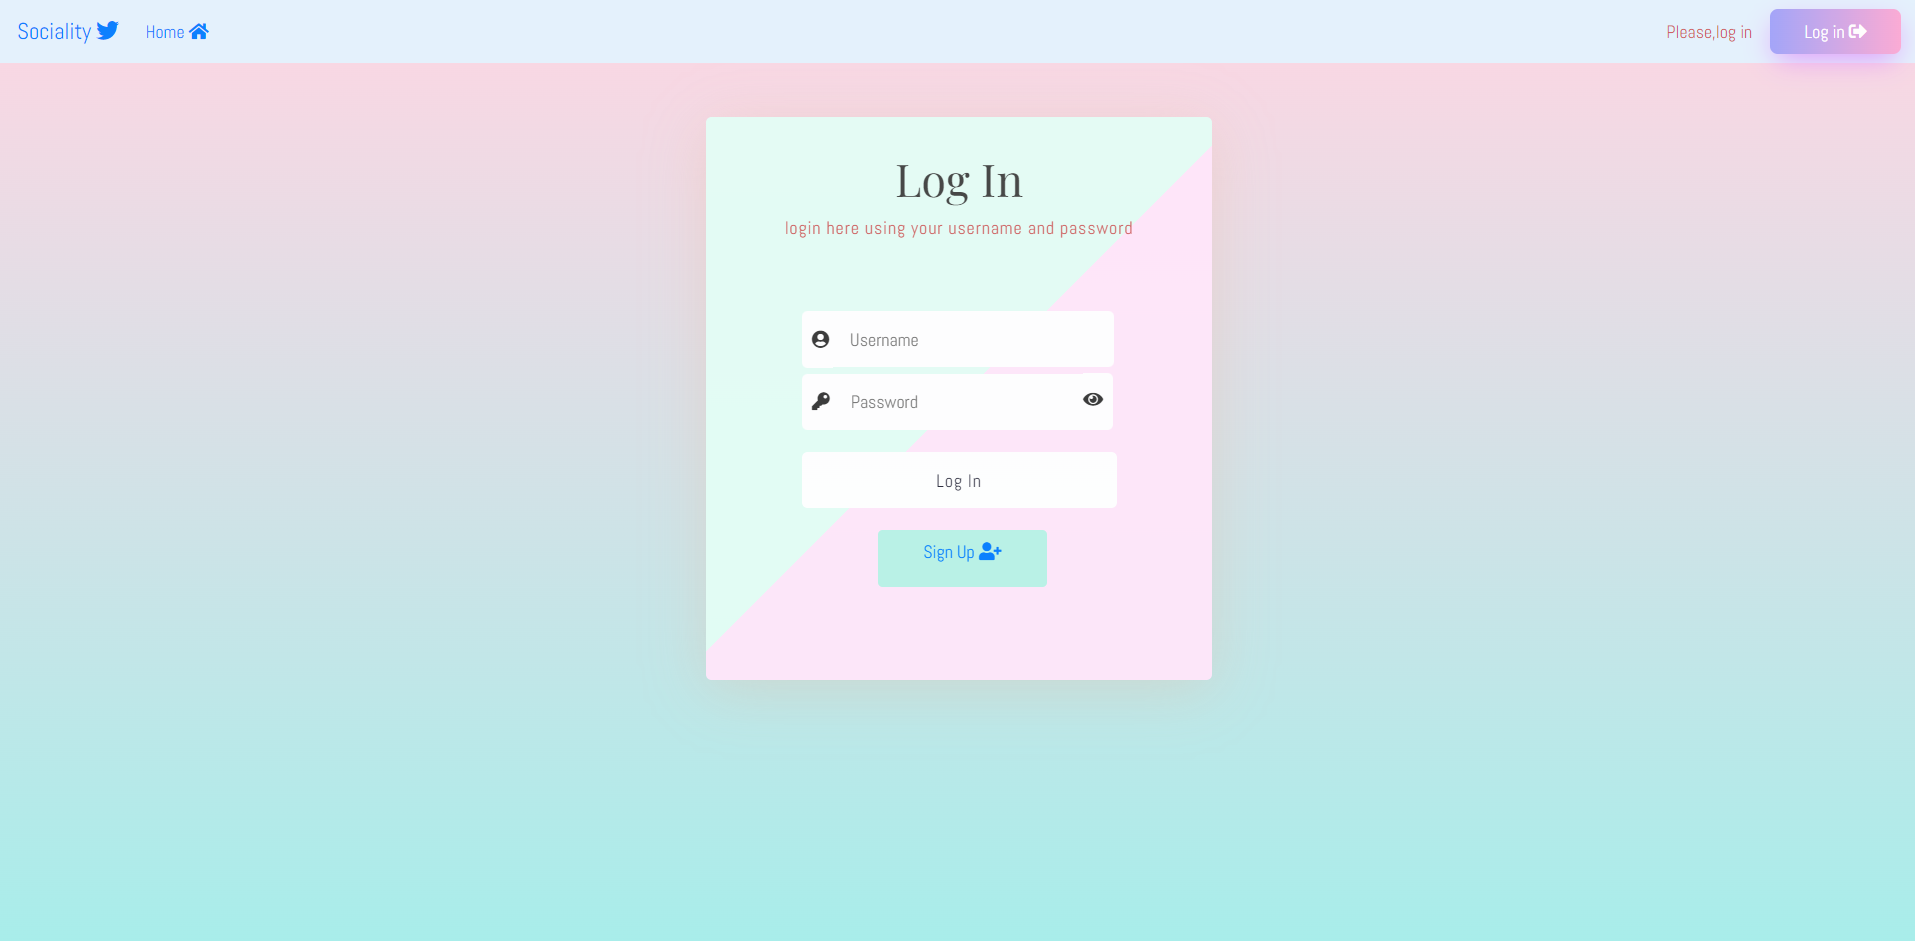 Sociality Home Please,log in Log in
Log In
login here using your username and password
Username
Password
Log In
Sign Up